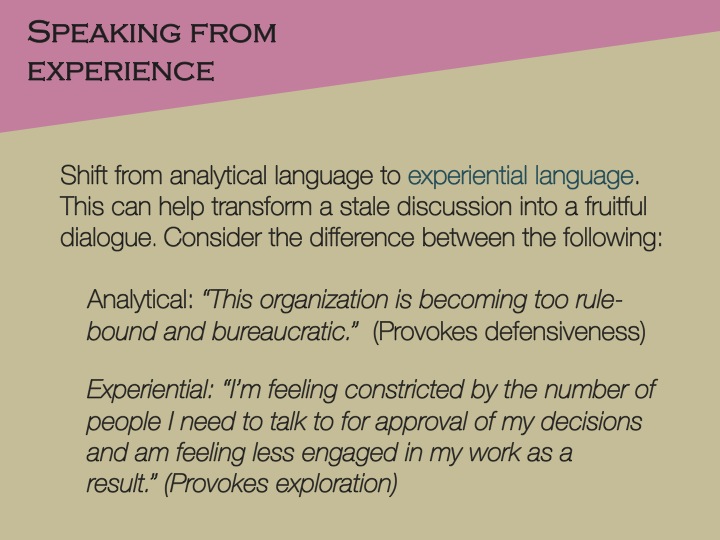 Speaking from
experience
Shift from analytical language to experiential language.
This can help transform a stale discussion into a fruitful
dialogue. Consider the difference between the following:
Analytical: “This organization is becoming too rule-
bound and bureaucratic.”  (Provokes defensiveness)
Experiential: “I’m feeling constricted by the number of
people I need to talk to for approval of my decisions
and am feeling less engaged in my work as a
result.” (Provokes exploration)